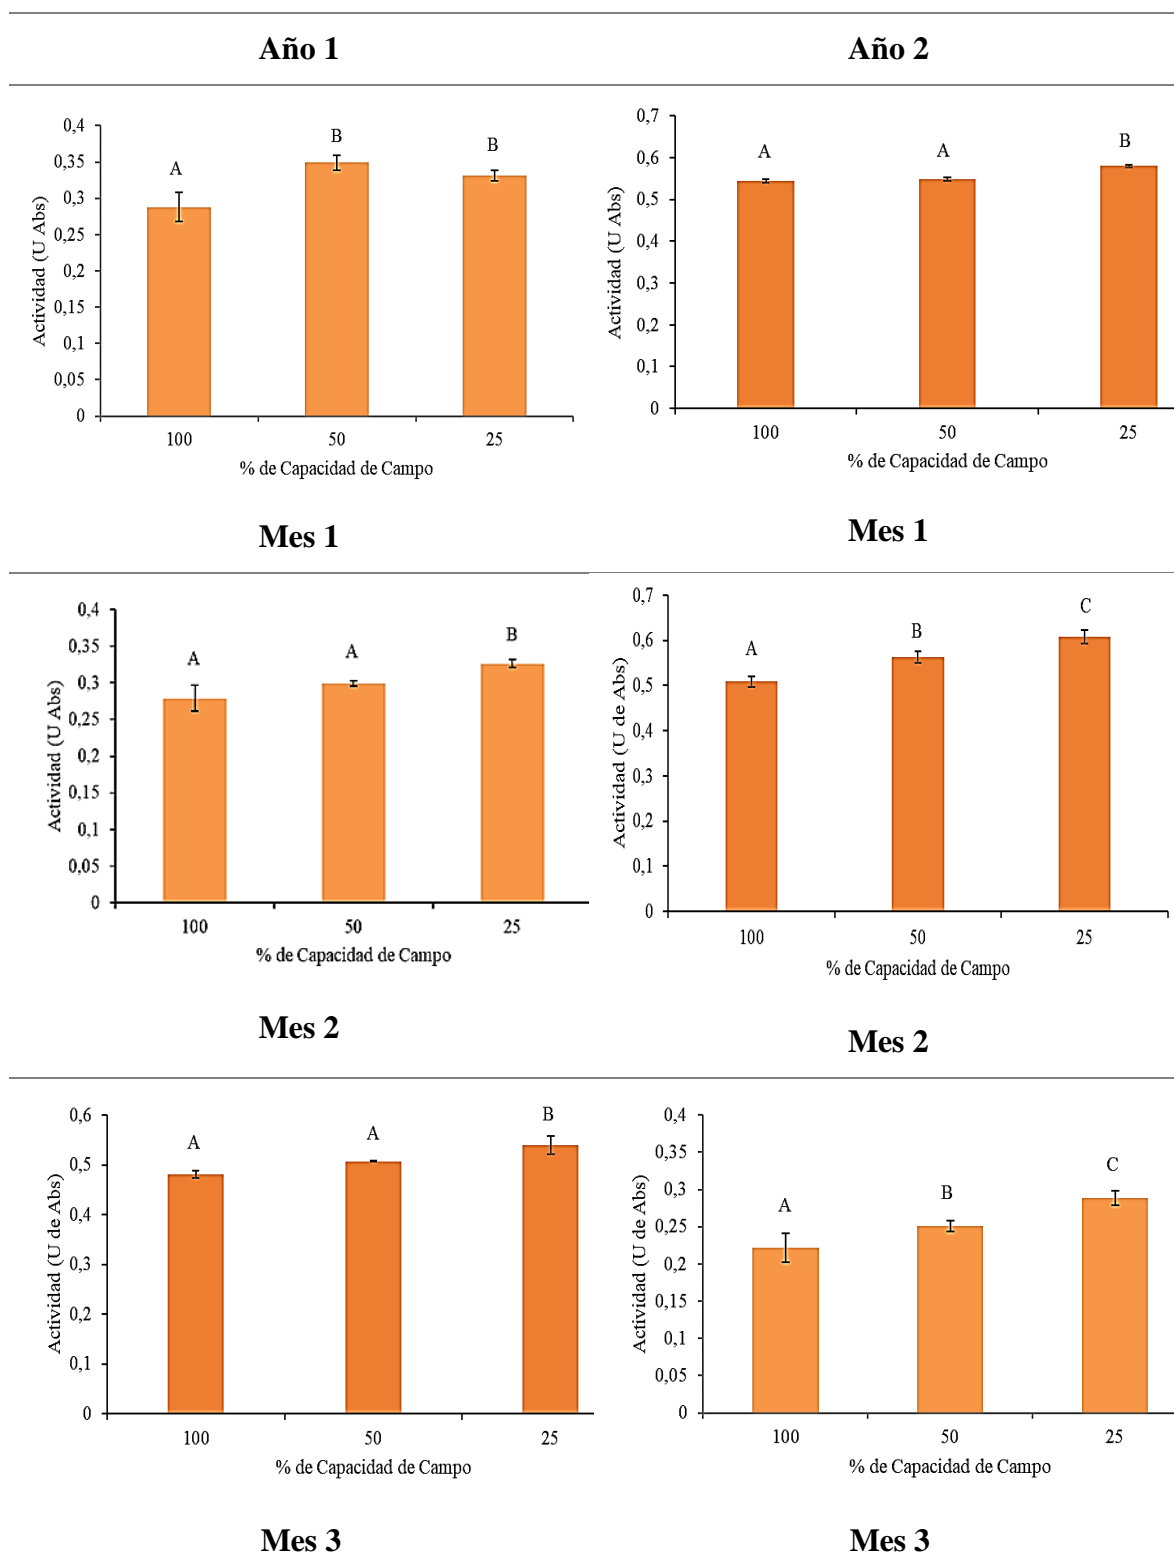 Año 1
Año 2
0,4
0,35
0,3
0,25
0,2
0,15
0,1
0,05
0
Actividad (U Abs)
A
B
B
100
50
25
% de Capacidad de Campo
Mes 1
0,7
0,6
0,5
0,4
0,3
0,2
0,1
0
Actividad (U Abs)
A
A
B
100
50
25
% de Capacidad de Campo
Mes 1
0,4
0,35
0,3
0,25
0,2
0,15
0,1
0,05
0
Actividad (U Abs)
A
A
B
100
50
25
% de Capacidad de Campo
Mes 2
0,7
0,6
0,5
0,4
0,3
0,2
0,1
0
Actividad (U de Abs)
A
B
C
100
50
25
% de Capacidad de Campo
Mes 2
0,6
0,5
0,4
0,3
0,2
0,1
0
Actividad (U de Abs)
A
A
B
100
50
25
% de Capacidad de Campo
Mes 3
0,4
0,35
0,3
0,25
0,2
0,15
0,1
0,05
0
Actividad (U de Abs)
A
B
C
100
50
25
% de Capacidad de Campo
Mes 3